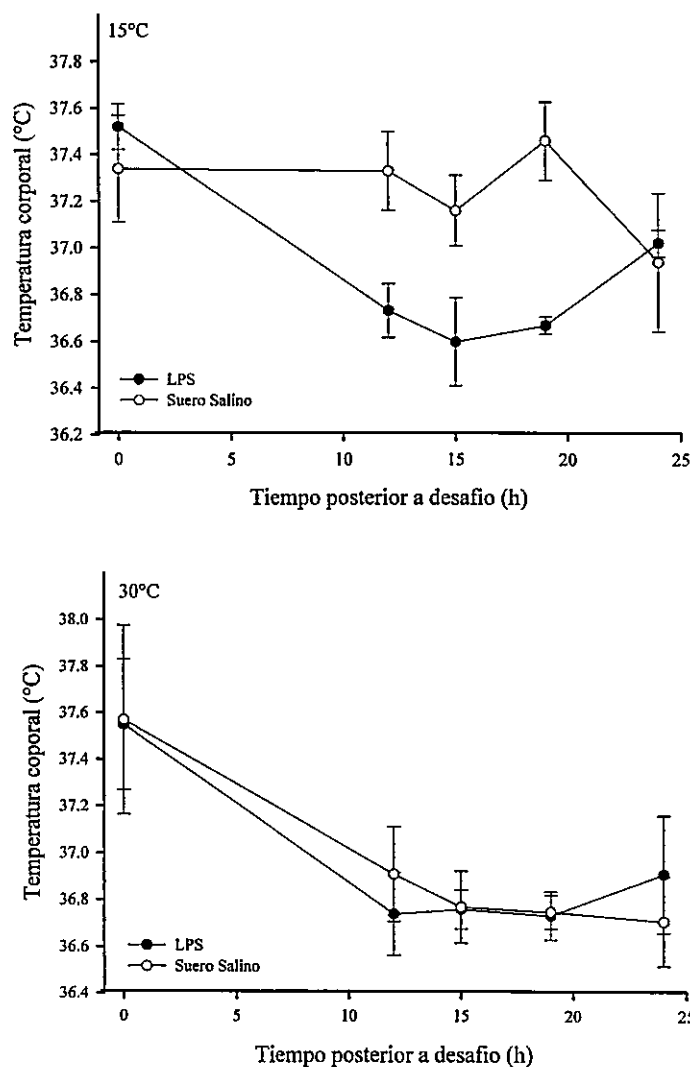 15°C
37.8
37.6
37.4
37.2
37.0
36.8
36.6
36.4
36.2
Temperatura corporal (°C)
LPS
Suero Salino
0 5 10 15 20 25
Tiempo posterior a desafio (h)
30°C
38.0
37.8
37.6
37.4
37.2
37.0
36.8
36.6
36.4
Temperatura coporal (°C)
LPS
Suero Salino
0 5 10 15 20 25
Tiempo posterior a desafio (h)